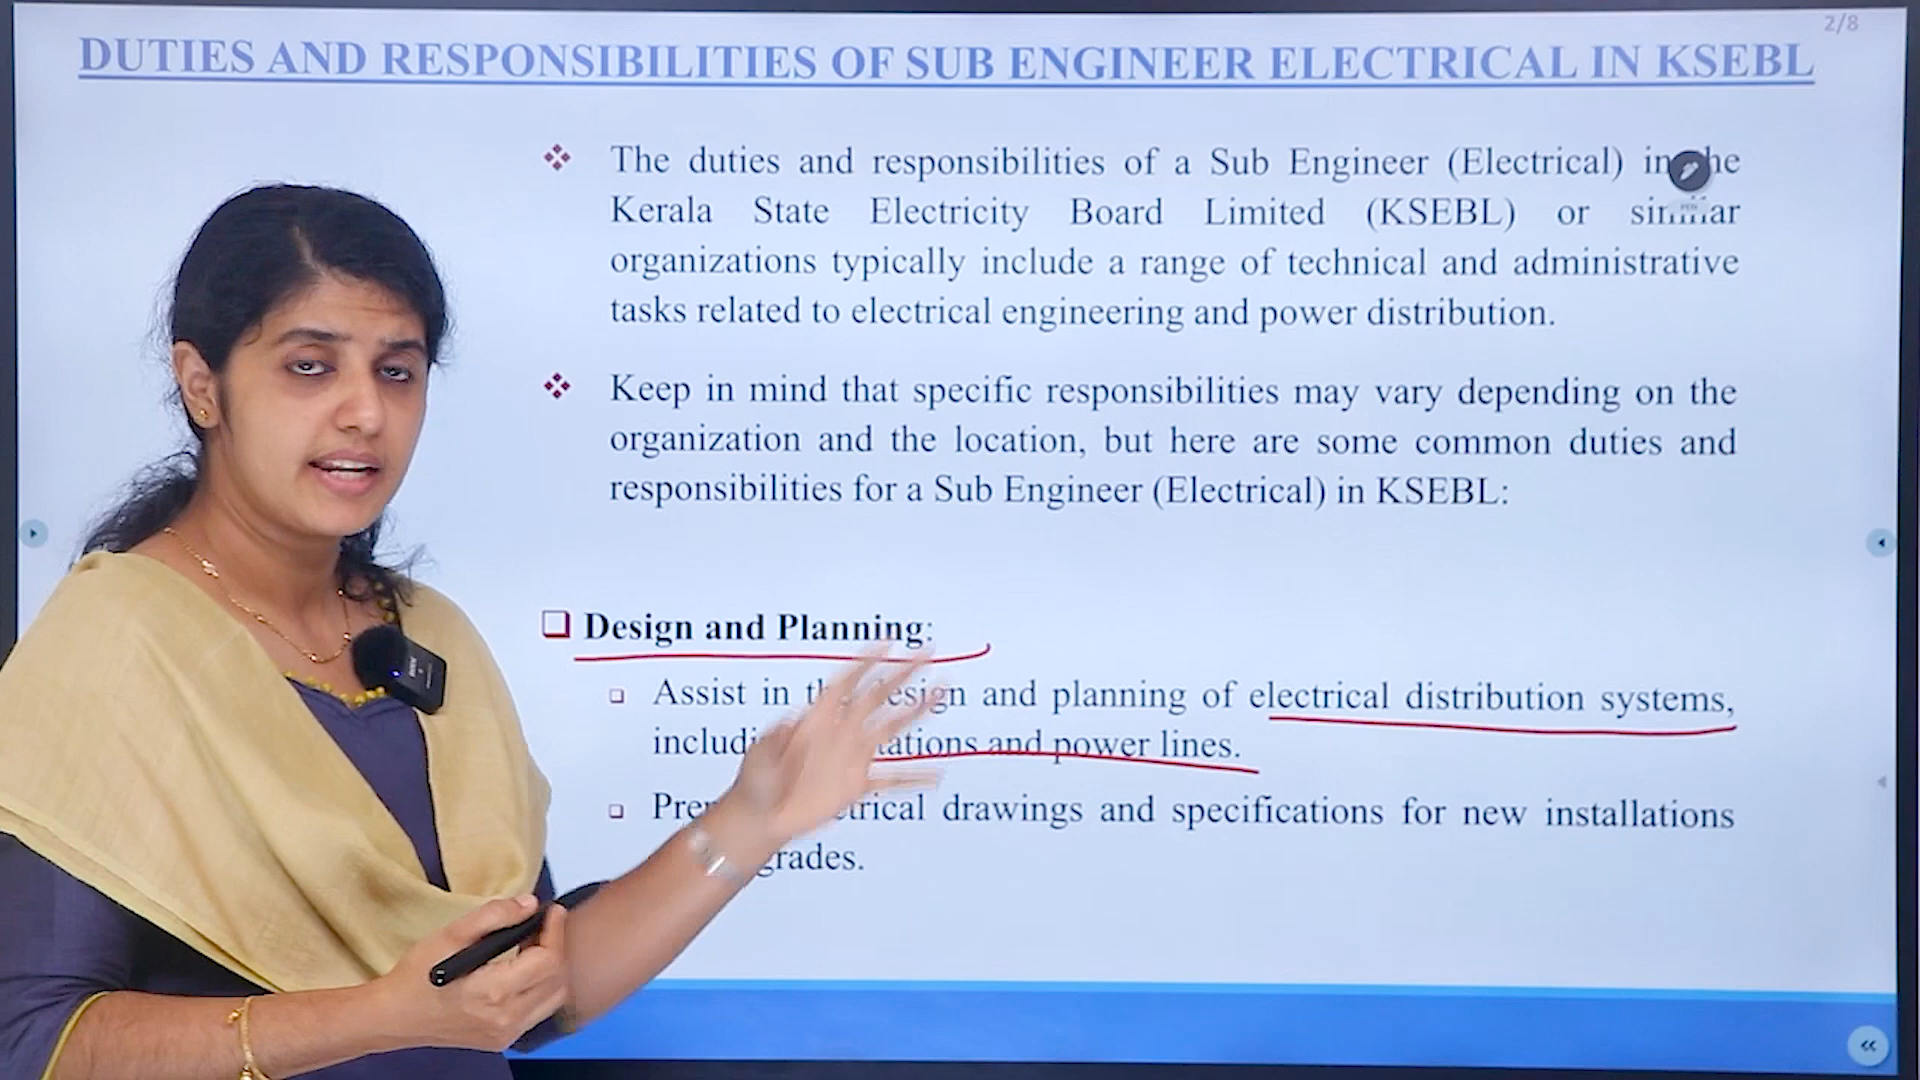 2/8
DUTIES AND RESPONSIBILITIES OF SUB ENGINEER ELECTRICAL IN KSEBL
The duties and responsibilities of a Sub Engineer (Electrical) in
Kerala State Electricity Board Limited (KSEBL) or similar
organizations typically include a range of technical and administrative
tasks related to electrical engineering and power distribution.
Keep in mind that specific responsibilities may vary depending on the
organization and the location, but here are some common duties and
responsibilities for a Sub Engineer (Electrical) in KSEBL:
Design and Planning:
Assist in design and planning of electrical distribution systems,
and power lines.
drawings and specifications for new installations